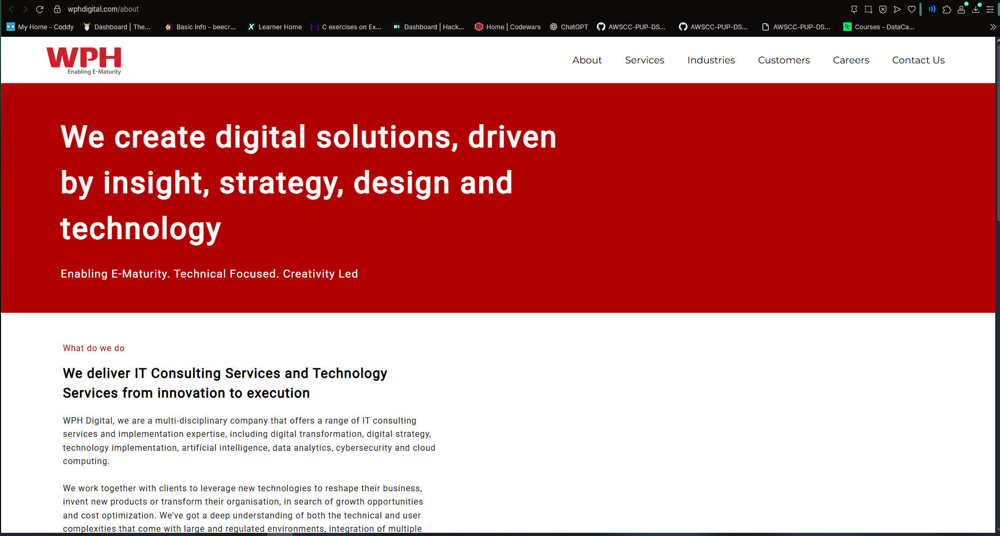 wphdigital.com/about
My Home - Coddy Dashboard | The... Basic Info - beecr... Learner Home C exercises on Ex... Dashboard | Hack... Home | Codewars ChatGPT AWSCC-PUP-DS... AWSCC-PUP-DS... AWSCC-PUP-DS... Courses - DataCa...
WPH
Enabling E-Maturity
About Services Industries Customers Careers Contact Us
We create digital solutions, driven
by insight, strategy, design and
technology
Enabling E-Maturity. Technical Focused. Creativity Led
What do we do
We deliver IT Consulting Services and Technology
Services from innovation to execution
WPH Digital, we are a multi-disciplinary company that offers a range of IT consulting
services and implementation expertise, including digital transformation, digital strategy,
technology implementation, artificial intelligence, data analytics, cybersecurity and cloud
computing.
We work together with clients to leverage new technologies to reshape their business,
invent new products or transform their organisation, in search of growth opportunities
and cost optimization. We’ve got a deep understanding of both the technical and user
complexities that come with large and regulated environments, integration of multiple